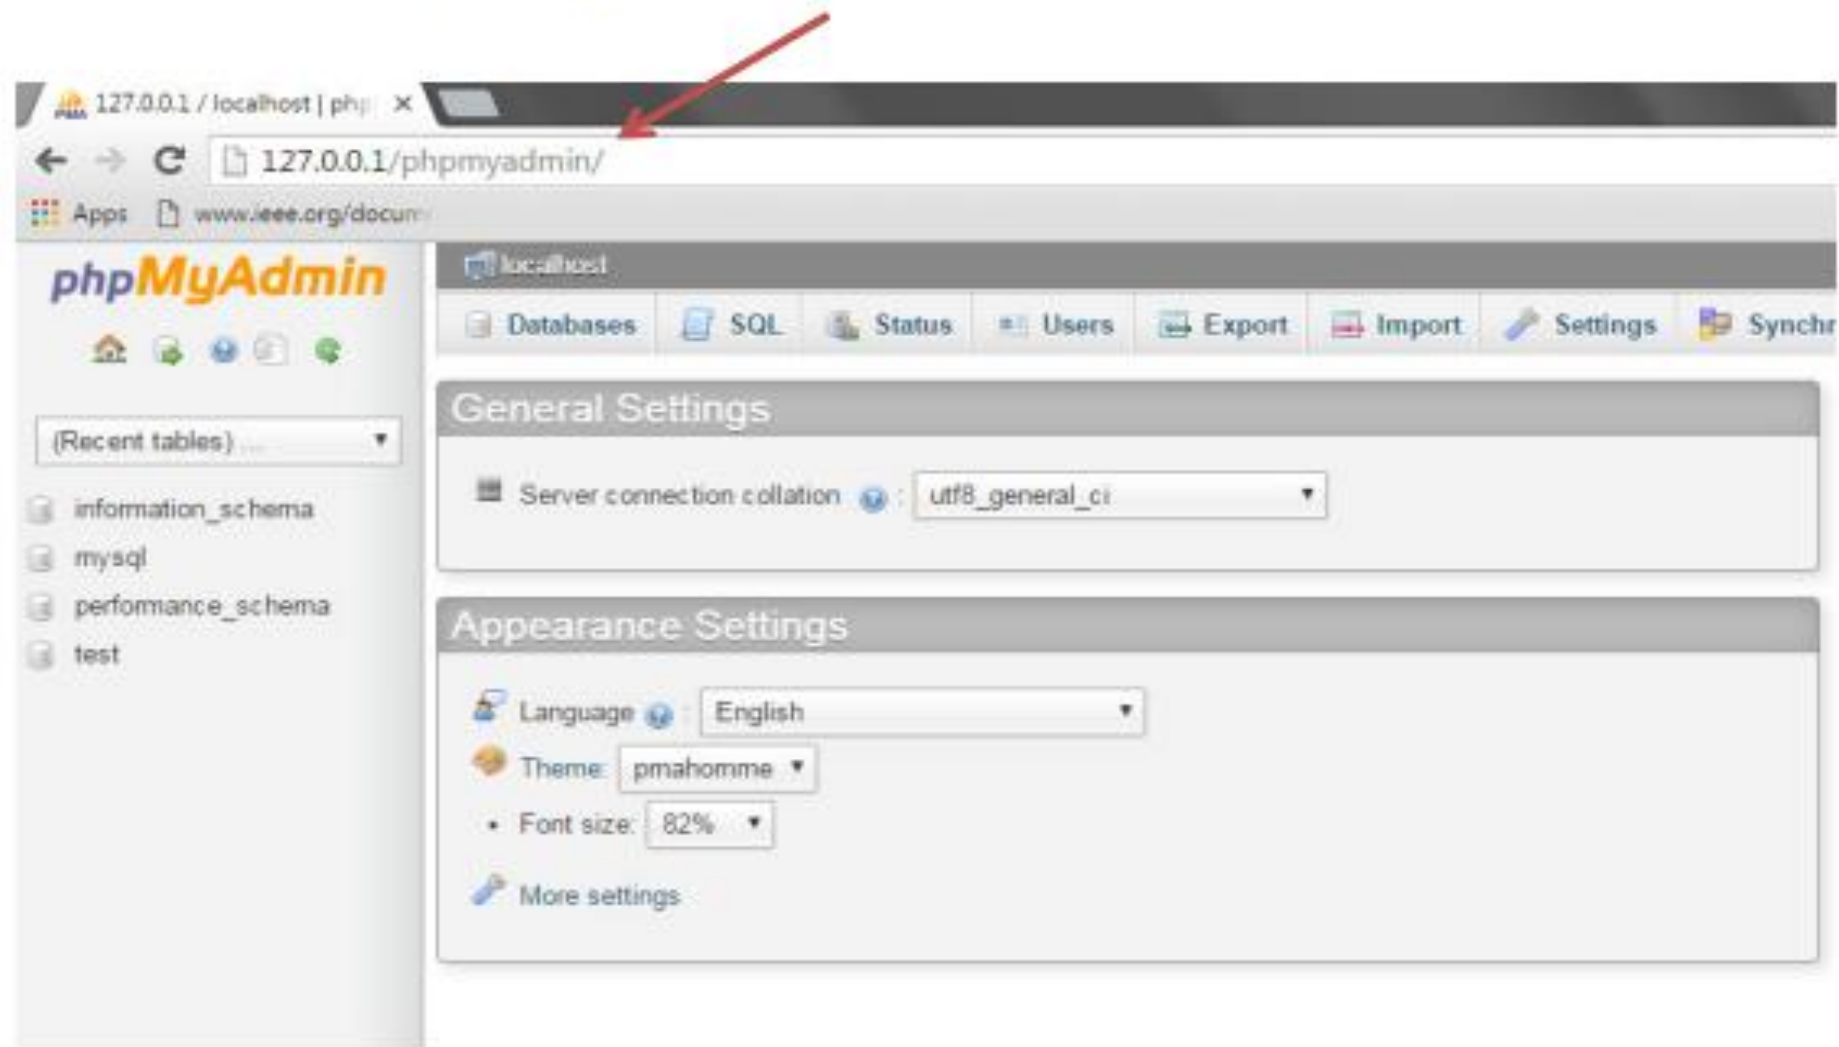 127.0.0.1 / localhost | php
127.0.0.1/phpmyadmin/
Apps www.ieee.org/docum
phpMyAdmin
localhost
Databases SQL Status Users Export Import Settings Synchr
(Recent tables) ...
information_schema
mysql
performance_schema
test
General Settings
Server connection collation : utf8_general_ci
Appearance Settings
Language : English
Theme: pmahomme
• Font size: 82%
More settings